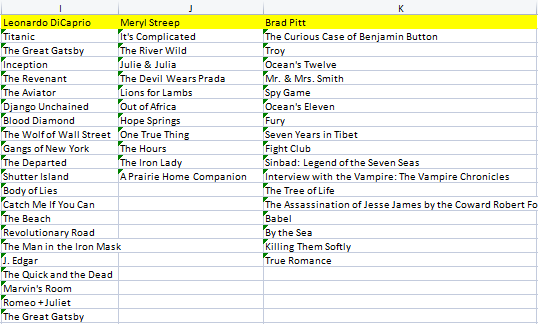 I J K
Leonardo DiCaprio Meryl Streep Brad Pitt
Titanic It's Complicated The Curious Case of Benjamin Button
The Great Gatsby The River Wild Troy
Inception Julie & Julia Ocean's Twelve
The Revenant The Devil Wears Prada Mr. & Mrs. Smith
The Aviator Lions for Lambs Spy Game
Django Unchained Out of Africa Ocean's Eleven
Blood Diamond Hope Springs Fury
The Wolf of Wall Street One True Thing Seven Years in Tibet
Gangs of New York The Hours Fight Club
The Departed The Iron Lady Sinbad: Legend of the Seven Seas
Shutter Island A Prairie Home Companion Interview with the Vampire: The Vampire Chronicles
Body of Lies The Tree of Life
Catch Me If You Can The Assassination of Jesse James by the Coward Robert Fo
The Beach Babel
Revolutionary Road By the Sea
The Man in the Iron Mask Killing Them Softly
J. Edgar True Romance
The Quick and the Dead
Marvin's Room
Romeo + Juliet
The Great Gatsby